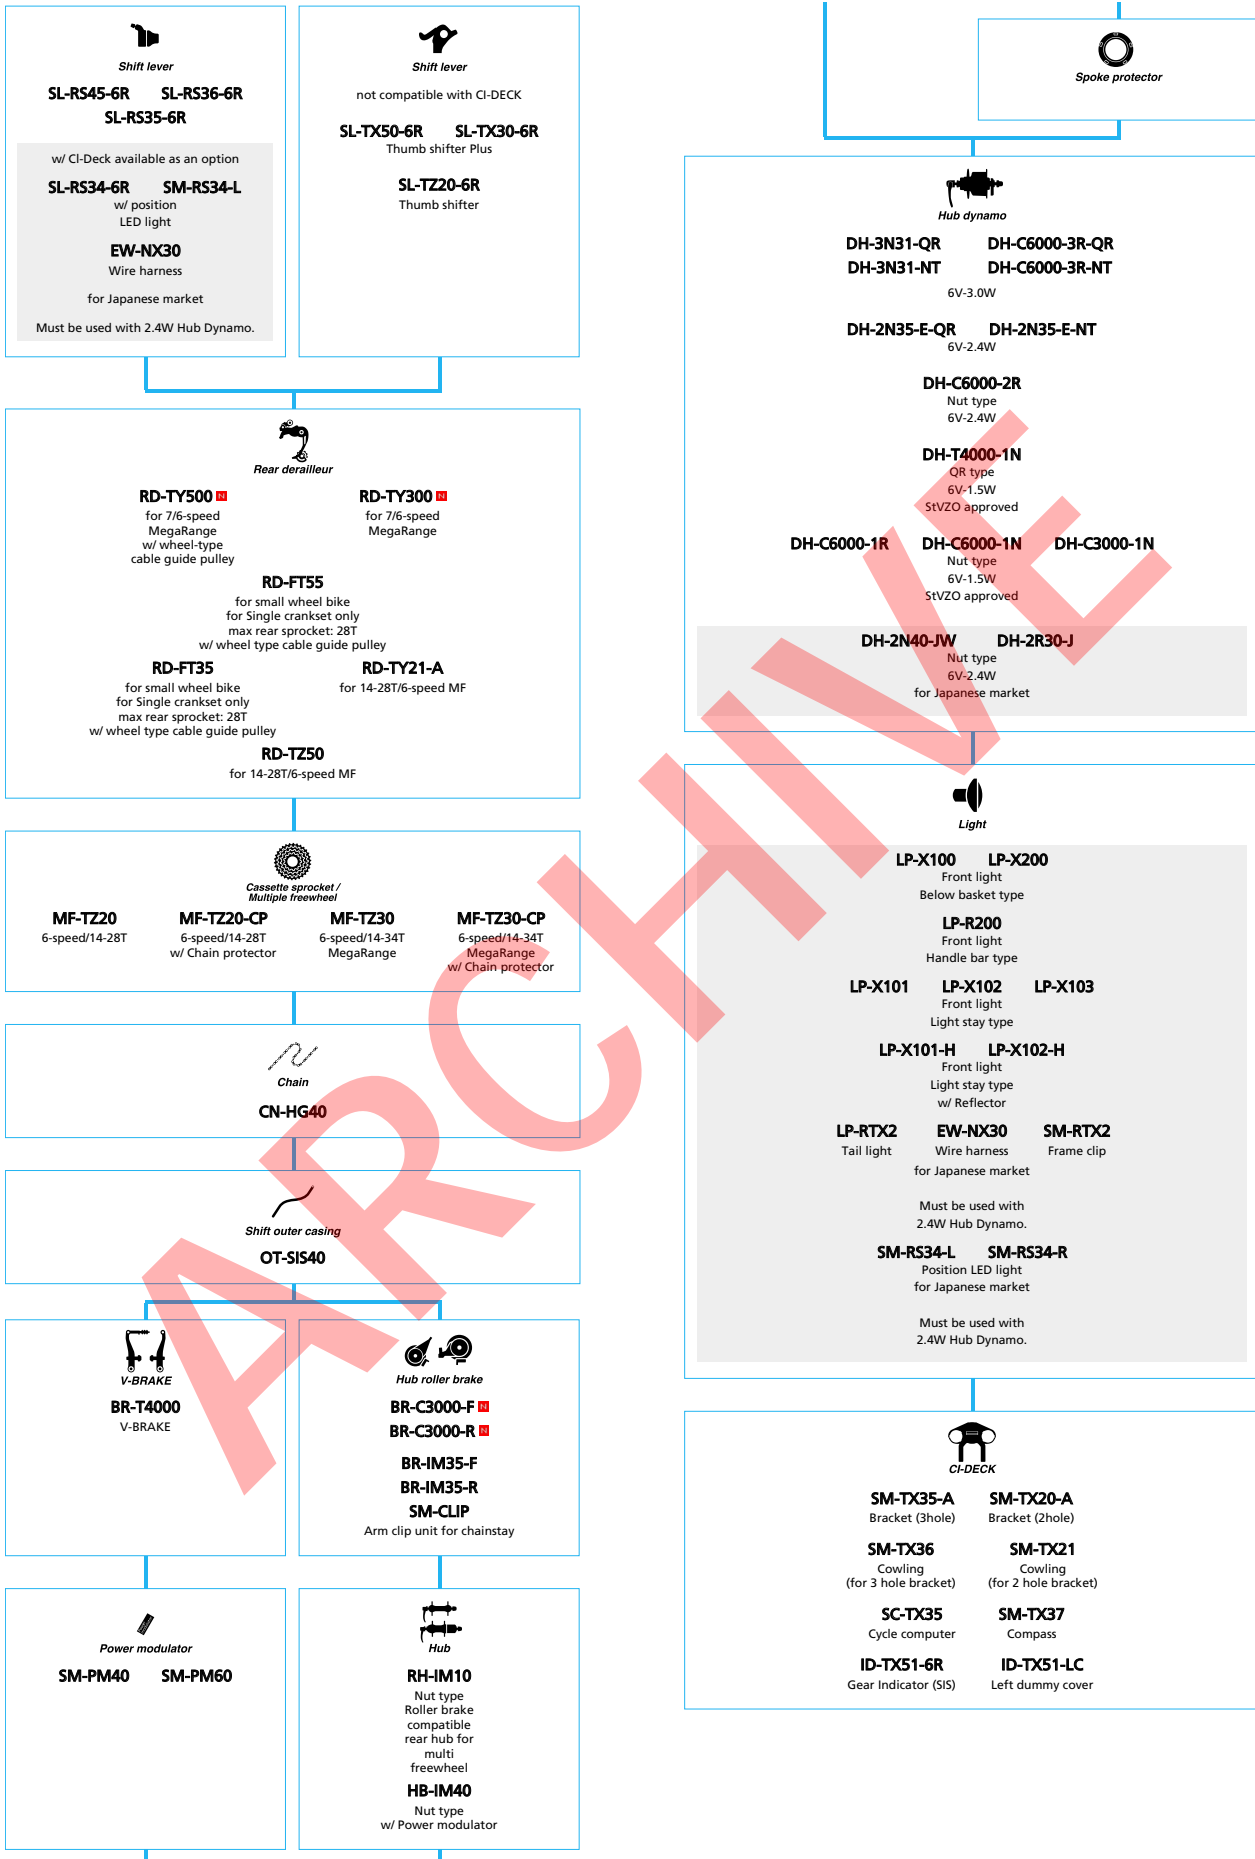 Shift lever
SL-RS45-6R SL-RS36-6R
SL-RS35-6R
w/ CI-Deck available as an option
SL-RS34-6R SM-RS34-L
w/ position
LED light
EW-NX30
Wire harness
for Japanese market
Must be used with 2.4W Hub Dynamo.
Shift lever
not compatible with CI-DECK
SL-TX50-6R SL-TX30-6R
Thumb shifter Plus
SL-TZ20-6R
Thumb shifter
Rear derailleur
RD-TY500 N RD-TY300 N
for 7/6-speed for 7/6-speed
MegaRange MegaRange
w/ wheel-type
cable guide pulley
RD-FT55
for small wheel bike
for Single crankset only
max rear sprocket: 28T
w/ wheel type cable guide pulley
RD-FT35 RD-TY21-A
for small wheel bike for 14-28T/6-speed MF
for Single crankset only
max rear sprocket: 28T
w/ wheel type cable guide pulley
RD-TZ50
for 14-28T/6-speed MF
Cassette sprocket /
Multiple freewheel
MF-TZ20 MF-TZ20-CP MF-TZ30 MF-TZ30-CP
6-speed/14-28T 6-speed/14-28T 6-speed/14-34T 6-speed/14-34T
w/ Chain protector MegaRange MegaRange
w/ Chain protector
Chain
CN-HG40
Shift outer casing
OT-SIS40
V-BRAKE
BR-T4000
V-BRAKE
Hub roller brake
BR-C3000-F N
BR-C3000-R N
BR-IM35-F
BR-IM35-R
SM-CLIP
Arm clip unit for chainstay
Power modulator
SM-PM40 SM-PM60
Hub
RH-IM10
Nut type
Roller brake
compatible
rear hub for
multi
freewheel
HB-IM40
Nut type
w/ Power modulator
Spoke protector
Hub dynamo
DH-3N31-QR DH-C6000-3R-QR
DH-3N31-NT DH-C6000-3R-NT
6V-3.0W
DH-2N35-E-QR DH-2N35-E-NT
6V-2.4W
DH-C6000-2R
Nut type
6V-2.4W
DH-T4000-1N
QR type
6V-1.5W
StVZO approved
DH-C6000-1R DH-C6000-1N DH-C3000-1N
Nut type
6V-1.5W
StVZO approved
DH-2N40-JW DH-2R30-J
Nut type
6V-2.4W
for Japanese market
Light
LP-X100 LP-X200
Front light
Below basket type
LP-R200
Front light
Handle bar type
LP-X101 LP-X102 LP-X103
Front light
Light stay type
LP-X101-H LP-X102-H
Front light
Light stay type
w/ Reflector
LP-RTX2 EW-NX30 SM-RTX2
Tail light Wire harness Frame clip
for Japanese market
Must be used with
2.4W Hub Dynamo.
SM-RS34-L SM-RS34-R
Position LED light
for Japanese market
Must be used with
2.4W Hub Dynamo.
CI-DECK
SM-TX35-A SM-TX20-A
Bracket (3hole) Bracket (2hole)
SM-TX36 SM-TX21
Cowling Cowling
(for 3 hole bracket) (for 2 hole bracket)
SC-TX35 SM-TX37
Cycle computer Compass
ID-TX51-6R ID-TX51-LC
Gear Indicator (SIS) Left dummy cover
ARCHIVE